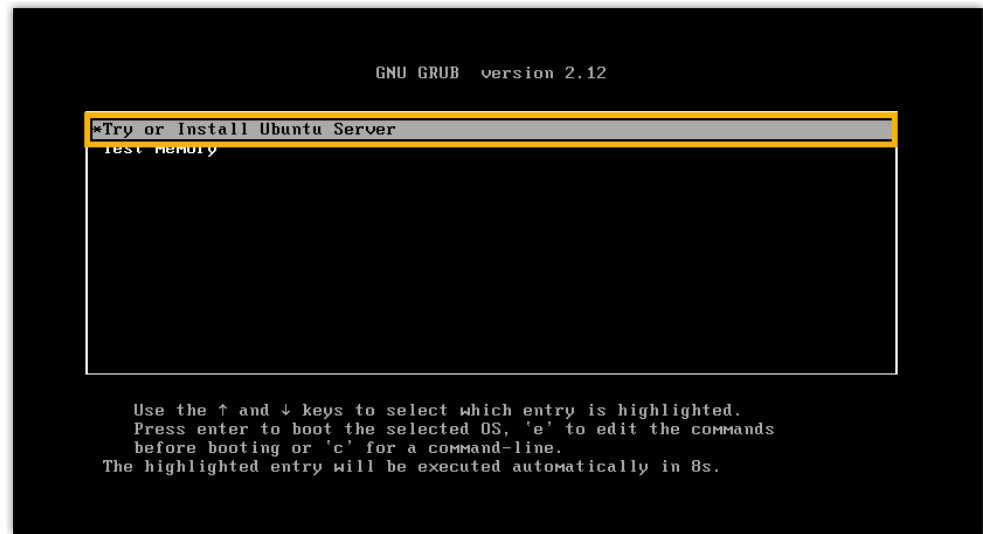 GNU GRUB version 2.12
*Try or Install Ubuntu Server
Test Memory
Use the ↑ and ↓ keys to select which entry is highlighted.
Press enter to boot the selected OS, `e' to edit the commands
before booting or `c' for a command-line.
The highlighted entry will be executed automatically in 8s.